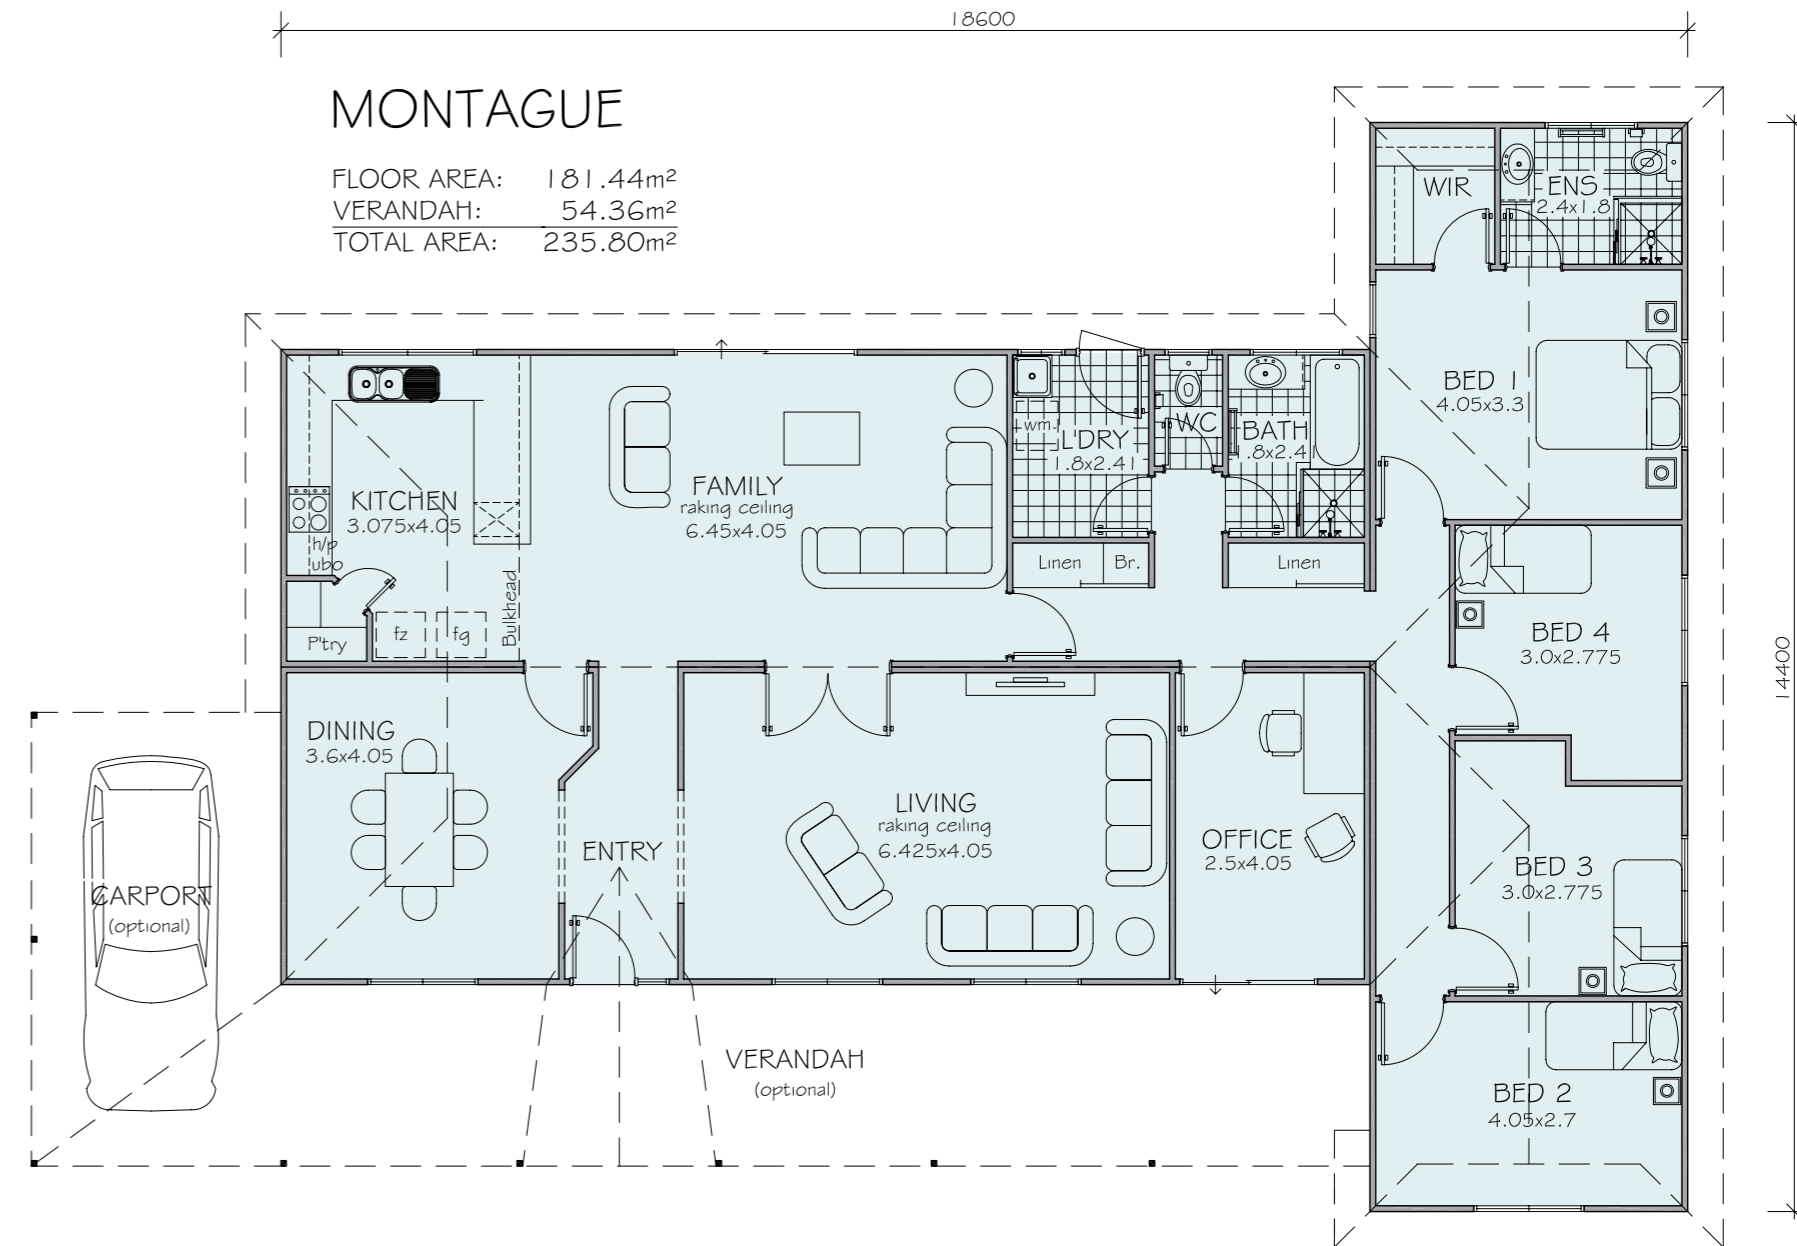 18600
MONTAGUE
FLOOR AREA: 181.44m²
VERANDAH: 54.36m²
TOTAL AREA: 235.80m²
WIR
ENS
2.4x1.8
BED 1
4.05x3.3
KITCHEN
3.075x4.05
h/p
ubo
P'try
fz
fg
Bulkhead
FAMILY
raking ceiling
6.45x4.05
wm
L'DRY
1.8x2.41
WC
BATH
1.8x2.41
Linen
Br.
Linen
BED 4
3.0x2.775
14400
DINING
3.6x4.05
ENTRY
LIVING
raking ceiling
6.425x4.05
OFFICE
2.5x4.05
BED 3
3.0x2.775
CARPORT
(optional)
VERANDAH
(optional)
BED 2
4.05x2.7